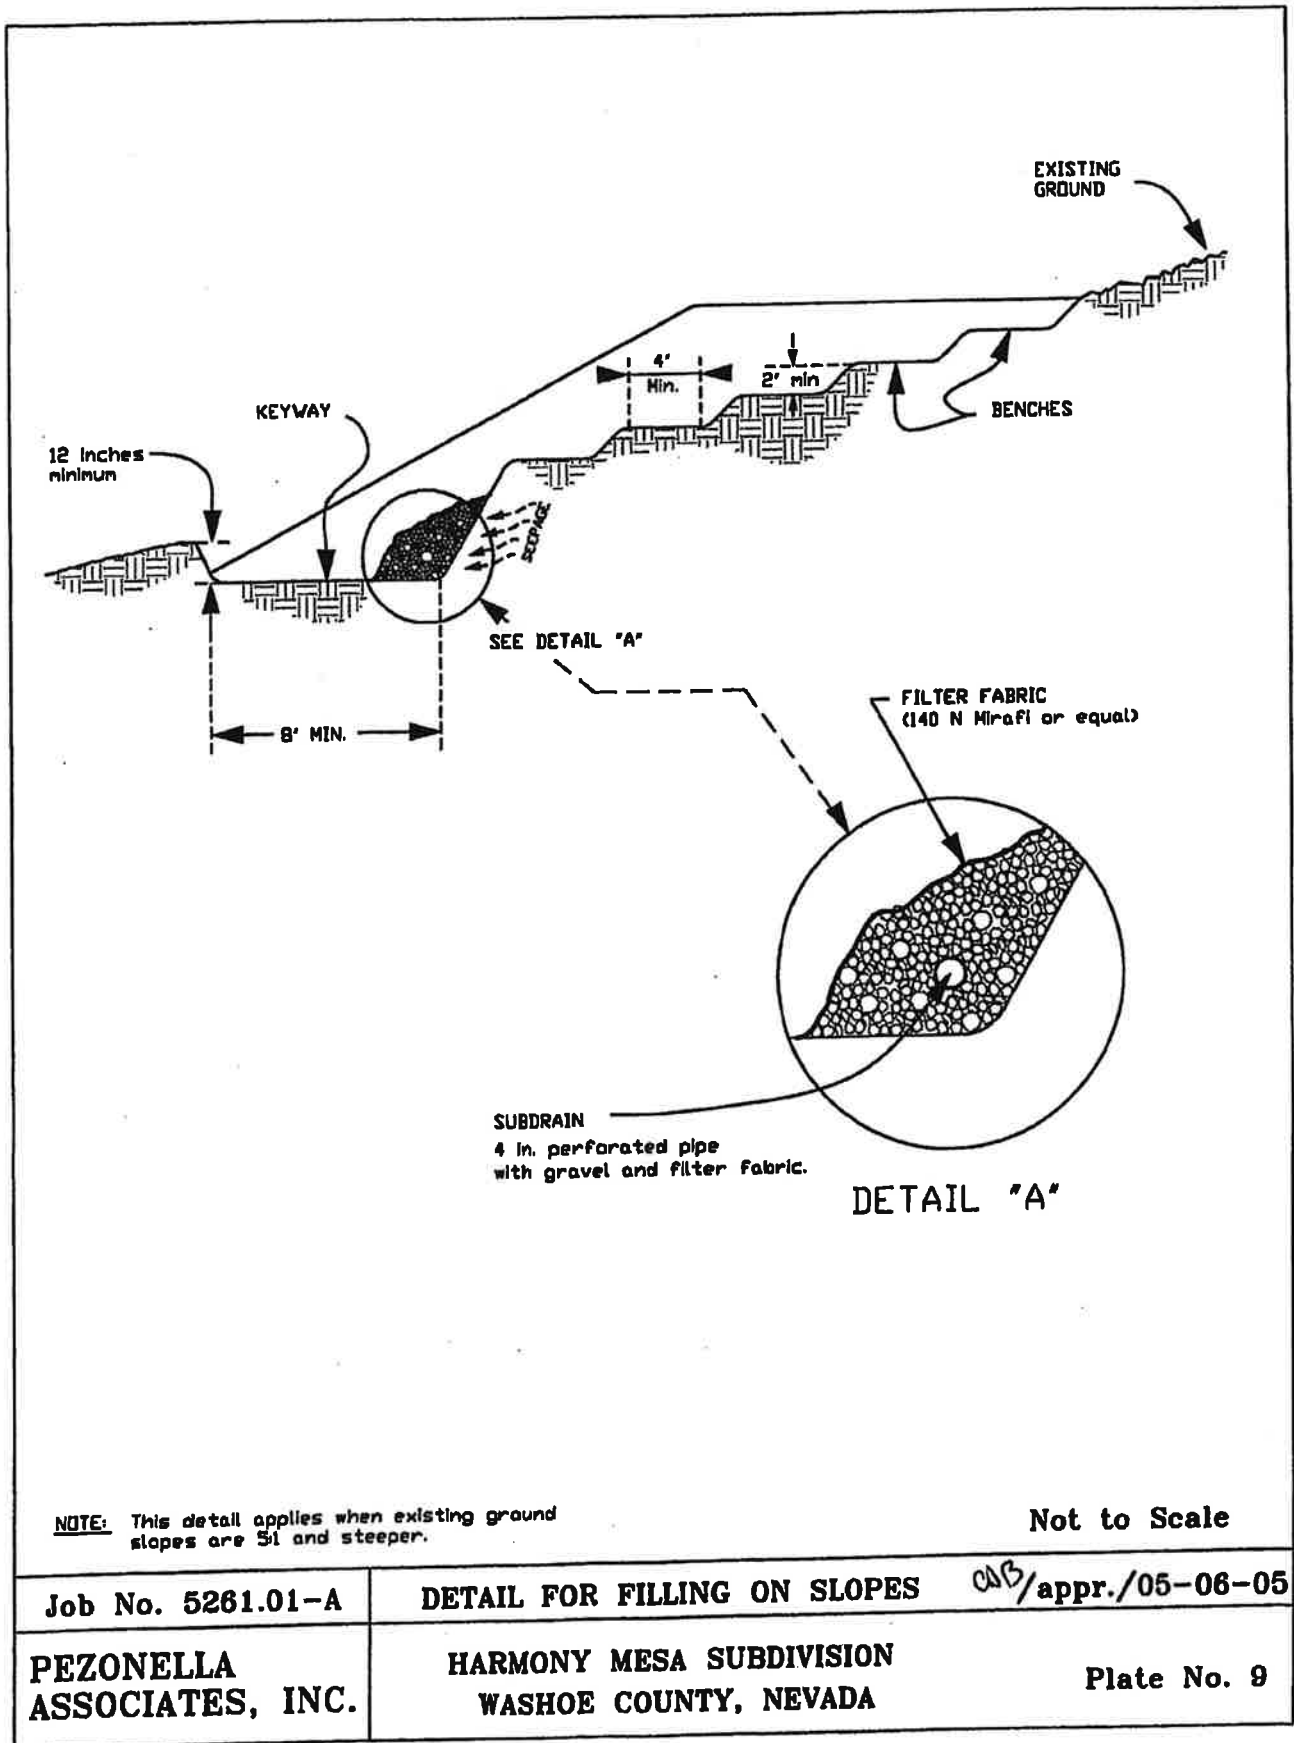 EXISTING
GROUND
4'
Min.
2' min
KEYWAY
BENCHES
12 inches
minimum
SEEPAGE
SEE DETAIL "A"
FILTER FABRIC
(140 N Mirafi or equal)
8' MIN.
SUBDRAIN
4 in. perforated pipe
with gravel and filter fabric.
DETAIL "A"
NOTE: This detail applies when existing ground
slopes are 5:1 and steeper.
Not to Scale
Job No. 5261.01-A
DETAIL FOR FILLING ON SLOPES
/appr./05-06-05
PEZONELLA
ASSOCIATES, INC.
HARMONY MESA SUBDIVISION
WASHOE COUNTY, NEVADA
Plate No. 9